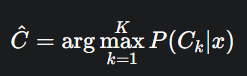 Ĉ = arg max_{k=1}^{K} P(C_k|x)